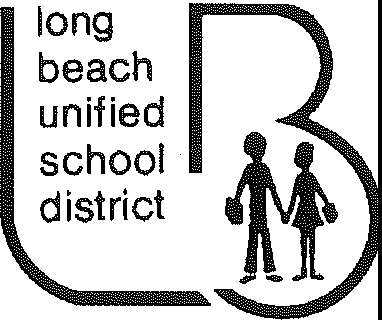 long
beach
unified
school
district